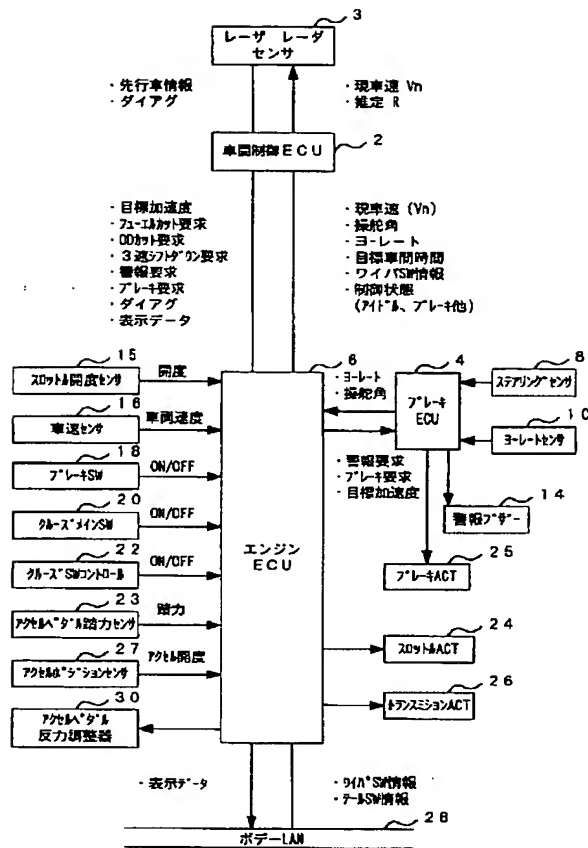 3
レーザ レーダ
センサ
・先行車情報
・ダイアグ
・現車速 Vn
・推定 R
車間制御ECU
2
・目標加速度
・フューエルカット要求
・ODカット要求
・3速シフトダウン要求
・警報要求
・ブレーキ要求
・ダイアグ
・表示データ
・現車速 (Vn)
・操舵角
・ヨーレート
・目標車間時間
・ワイパSW情報
・制御状態
(アイドル、ブレーキ他)
15
スロットル開度センサ
開度
16
車速センサ
車両速度
18
ブレーキSW
ON/OFF
20
クルーズメインSW
ON/OFF
22
クルーズSWコントロール
ON/OFF
23
アクセルペダル踏力センサ
踏力
27
アクセルポジションセンサ
アクセル開度
30
アクセルペダル
反力調整器
6
エンジン
ECU
・ヨーレート
操舵角
4
ブレーキ
ECU
8
ステアリングセンサ
10
ヨーレートセンサ
・警報要求
・ブレーキ要求
・目標加速度
14
警報ブザー
25
ブレーキACT
24
スロットルACT
26
トランスミションACT
・表示データ
・ワイパSW情報
・テールSW情報
28
ボデーLAN